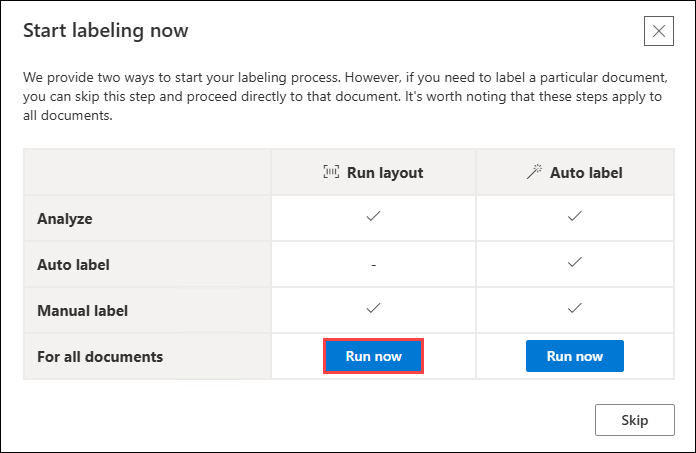 Start labeling now
We provide two ways to start your labeling process. However, if you need to label a particular document,
you can skip this step and proceed directly to that document. It's worth noting that these steps apply to
all documents.
Run layout Auto label
Analyze ✓ ✓
Auto label - ✓
Manual label ✓ ✓
For all documents Run now Run now
Skip